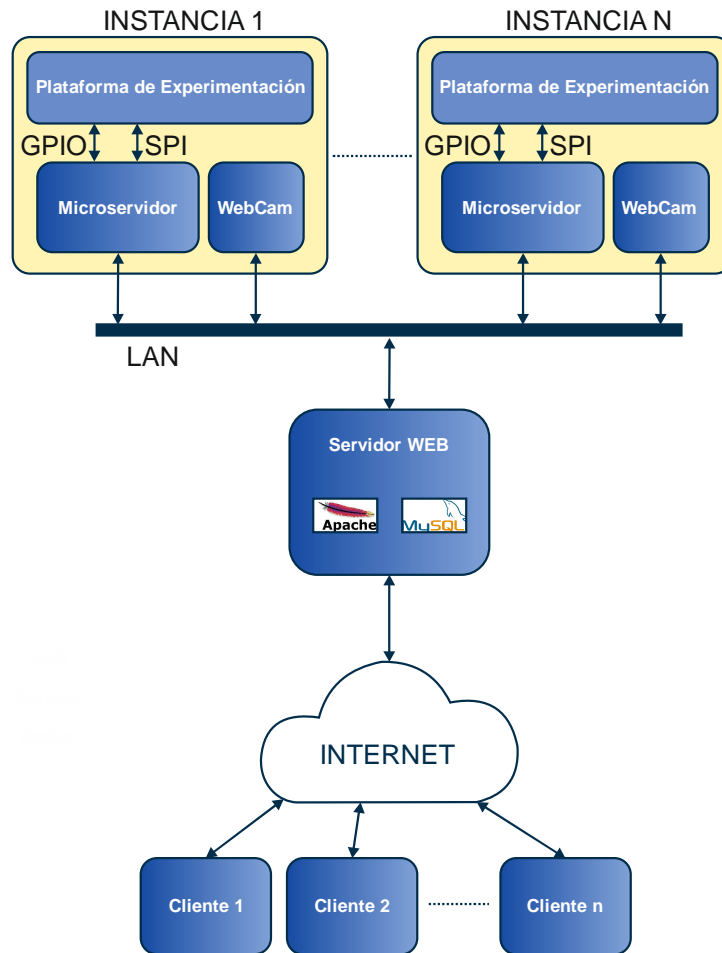 INSTANCIA 1
INSTANCIA N
Plataforma de Experimentación
Plataforma de Experimentación
GPIO
SPI
GPIO
SPI
Microservidor
WebCam
Microservidor
WebCam
LAN
Servidor WEB
Apache
MySQL
INTERNET
Cliente 1
Cliente 2
Cliente n